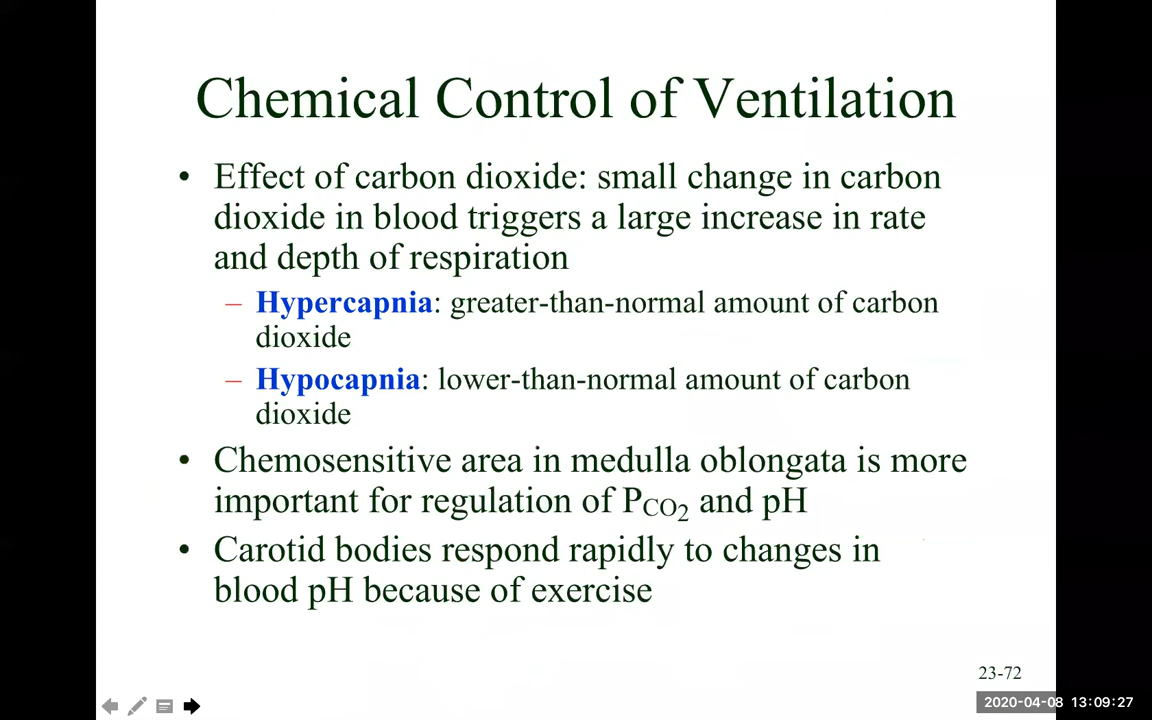 Chemical Control of Ventilation
• Effect of carbon dioxide: small change in carbon
dioxide in blood triggers a large increase in rate
and depth of respiration
– Hypercapnia: greater-than-normal amount of carbon
dioxide
– Hypocapnia: lower-than-normal amount of carbon
dioxide
• Chemosensitive area in medulla oblongata is more
important for regulation of PCO2 and pH
• Carotid bodies respond rapidly to changes in
blood pH because of exercise
23-72
2020-04-08 13:09:27